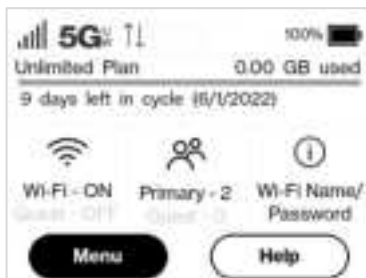 5G 100%
Unlimited Plan 0.00 GB used
9 days left in cycle (6/1/2022)
Wi-Fi - ON Primary - 2 Wi-Fi Name/
Guest - OFF Guest - 0 Password
Menu Help